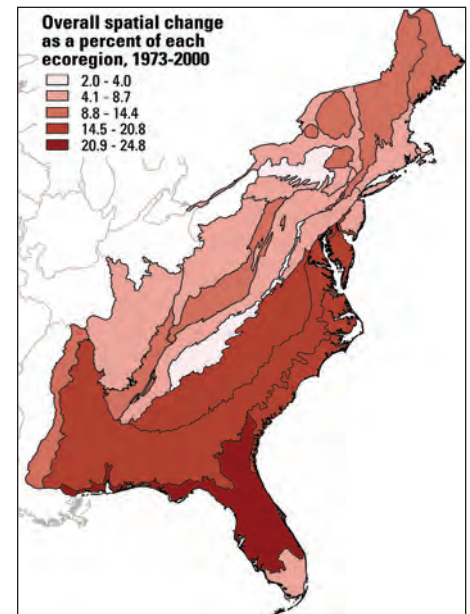 Overall spatial change
as a percent of each
ecoregion, 1973-2000
2.0 - 4.0
4.1 - 8.7
8.8 - 14.4
14.5 - 20.8
20.9 - 24.8